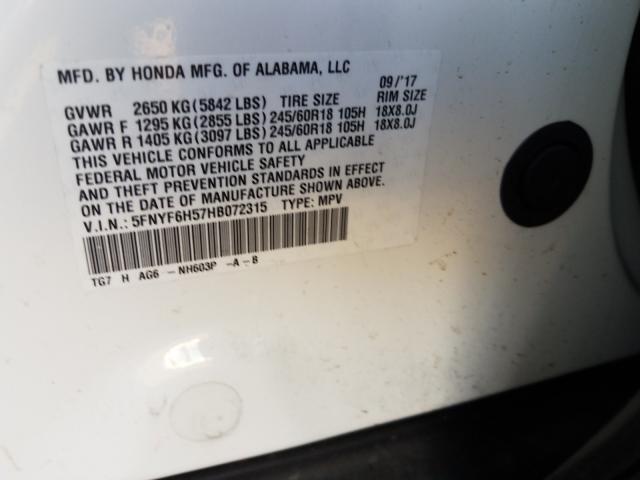 MFD. BY HONDA MFG. OF ALABAMA, LLC
09/'17
GVWR 2650 KG(5842 LBS) TIRE SIZE RIM SIZE
GAWR F 1295 KG(2855 LBS) 245/60R18 105H 18X8.0J
GAWR R 1405 KG(3097 LBS) 245/60R18 105H 18X8.0J
THIS VEHICLE CONFORMS TO ALL APPLICABLE
FEDERAL MOTOR VEHICLE SAFETY
AND THEFT PREVENTION STANDARDS IN EFFECT
ON THE DATE OF MANUFACTURE SHOWN ABOVE.
V.I.N.: 5FNYF6H57HB072315 TYPE: MPV
TG7 H AG6 -NH603P -A-B